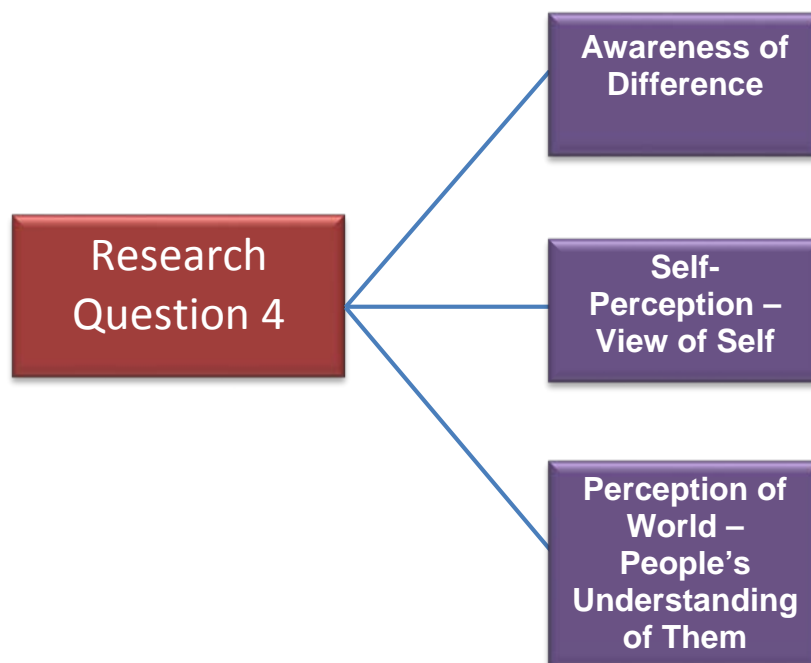 Research
Question 4
Awareness of
Difference
Self-
Perception –
View of Self
Perception of
World –
People’s
Understanding
of Them